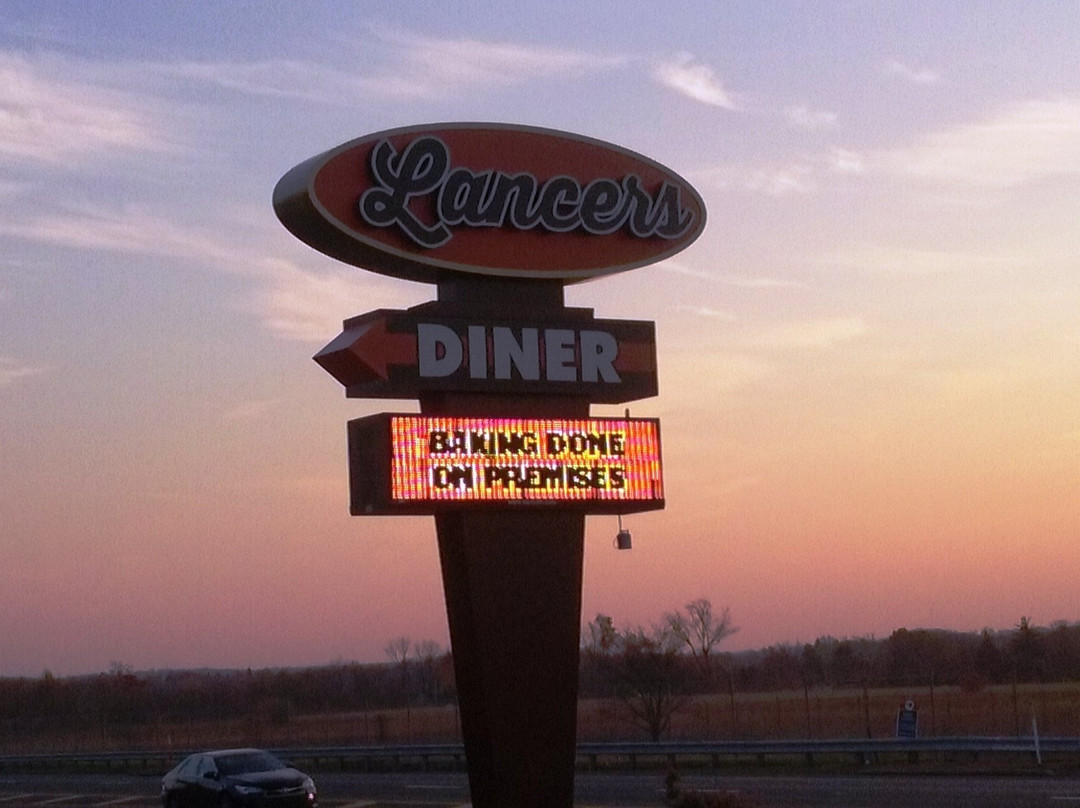 Lancers
DINER
BAKING DONE
ON PREMISES